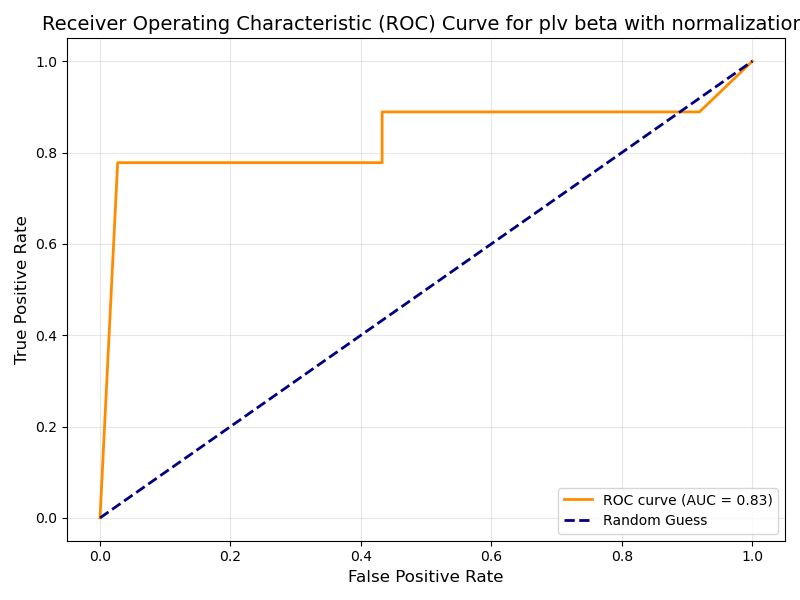 Receiver Operating Characteristic (ROC) Curve for plv beta with normalization
1.0
0.8
0.6
0.4
0.2
0.0
True Positive Rate
0.0 0.2 0.4 0.6 0.8 1.0
False Positive Rate
ROC curve (AUC = 0.83)
Random Guess